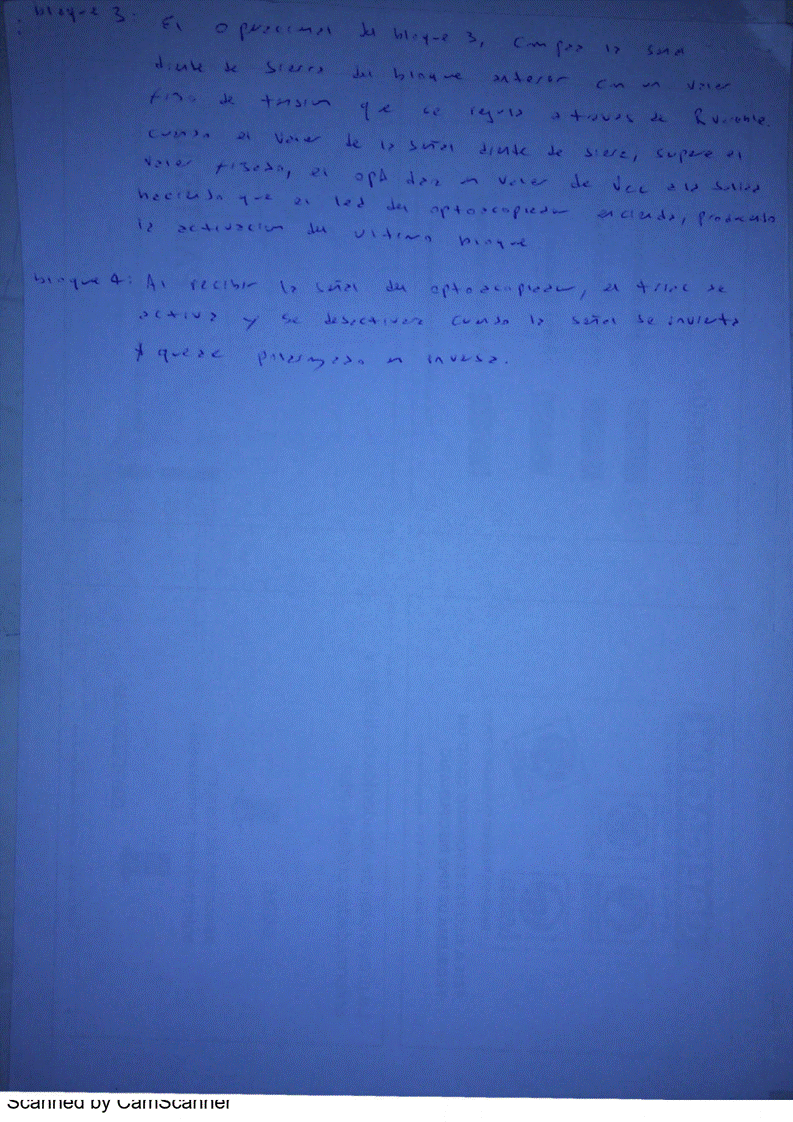 bloque 3: El operacional del bloque 3, compara la señal
diente de sierra del bloque anterior con un valor
fijo de tension que se regula a traves de Rvariable.
cuando el valor de la señal diente de sierra, supere el
valor fijado, el opA dara un valor de Vcc a la salida
haciendo que el led del optoacoplador encienda, produciendo
la activacion del ultimo bloque
bloque 4: Al recibir la señal del optoacoplador, el triac se
activa y se desactivara cuando la señal se invierta
y quede polarizado en inversa.
Scanned by CamScanner